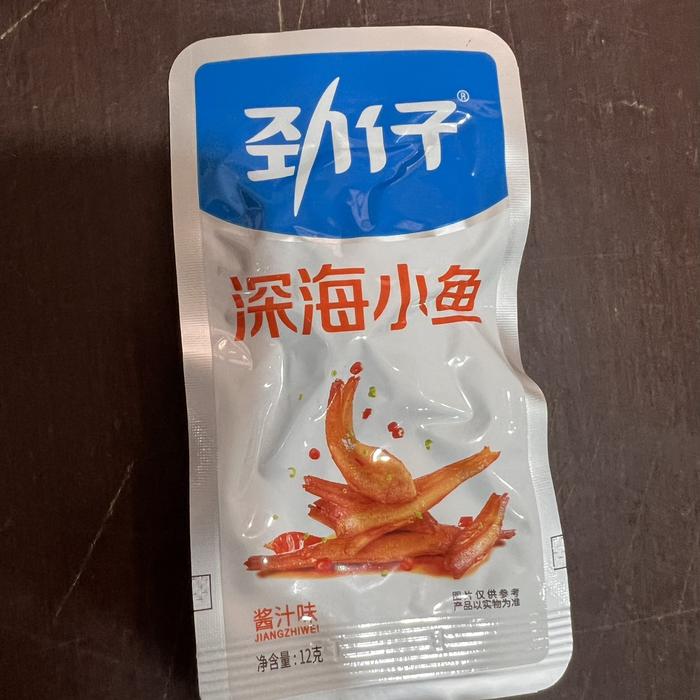 劲仔®
深海小鱼
酱汁味
JIANGZHIWEI
图片仅供参考
产品以实物为准
净含量：12克